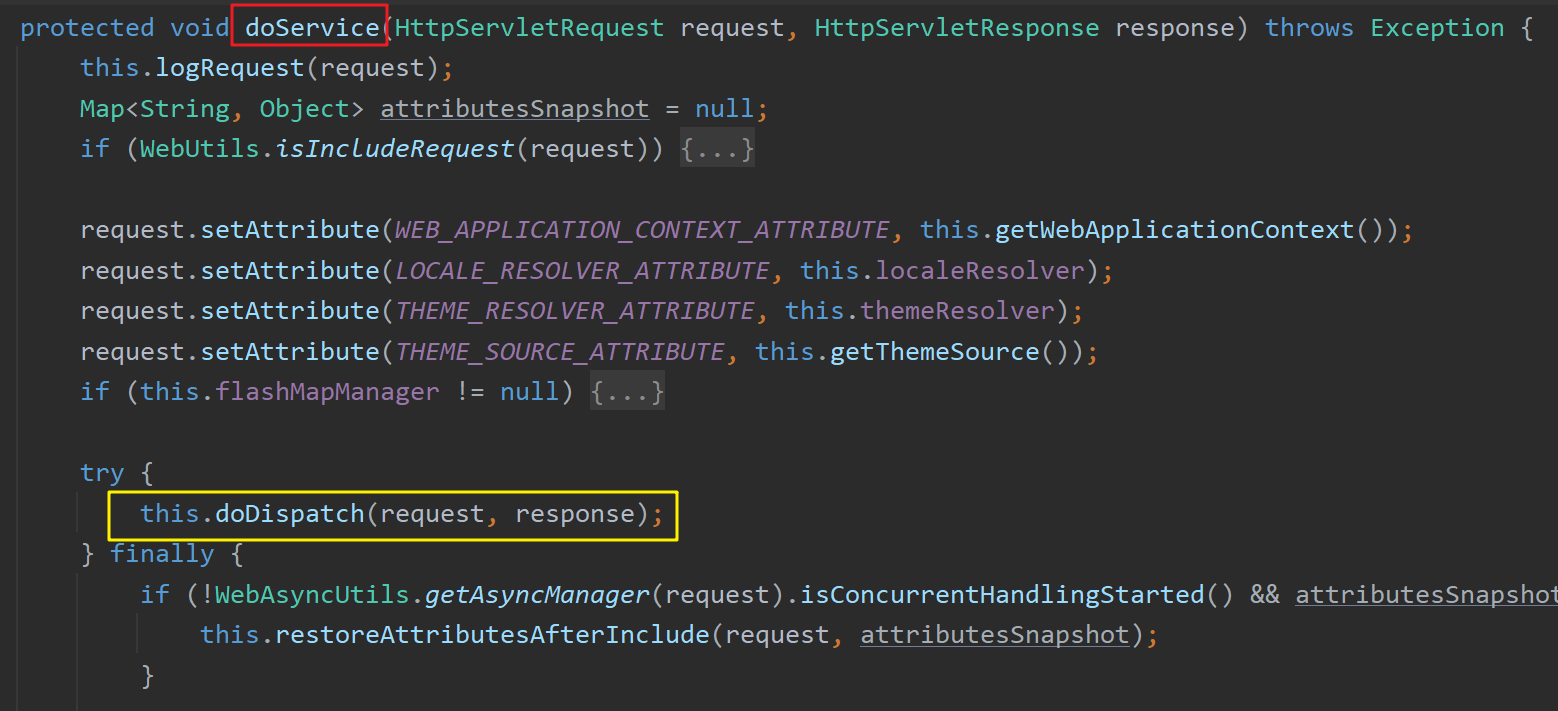 protected void doService(HttpServletRequest request, HttpServletResponse response) throws Exception {
this.logRequest(request);
Map<String, Object> attributesSnapshot = null;
if (WebUtils.isIncludeRequest(request)) {...}
request.setAttribute(WEB_APPLICATION_CONTEXT_ATTRIBUTE, this.getWebApplicationContext());
request.setAttribute(LOCALE_RESOLVER_ATTRIBUTE, this.localeResolver);
request.setAttribute(THEME_RESOLVER_ATTRIBUTE, this.themeResolver);
request.setAttribute(THEME_SOURCE_ATTRIBUTE, this.getThemeSource());
if (this.flashMapManager != null) {...}
try {
this.doDispatch(request, response);
} finally {
if (!WebAsyncUtils.getAsyncManager(request).isConcurrentHandlingStarted() && attributesSnapshot
this.restoreAttributesAfterInclude(request, attributesSnapshot);
}